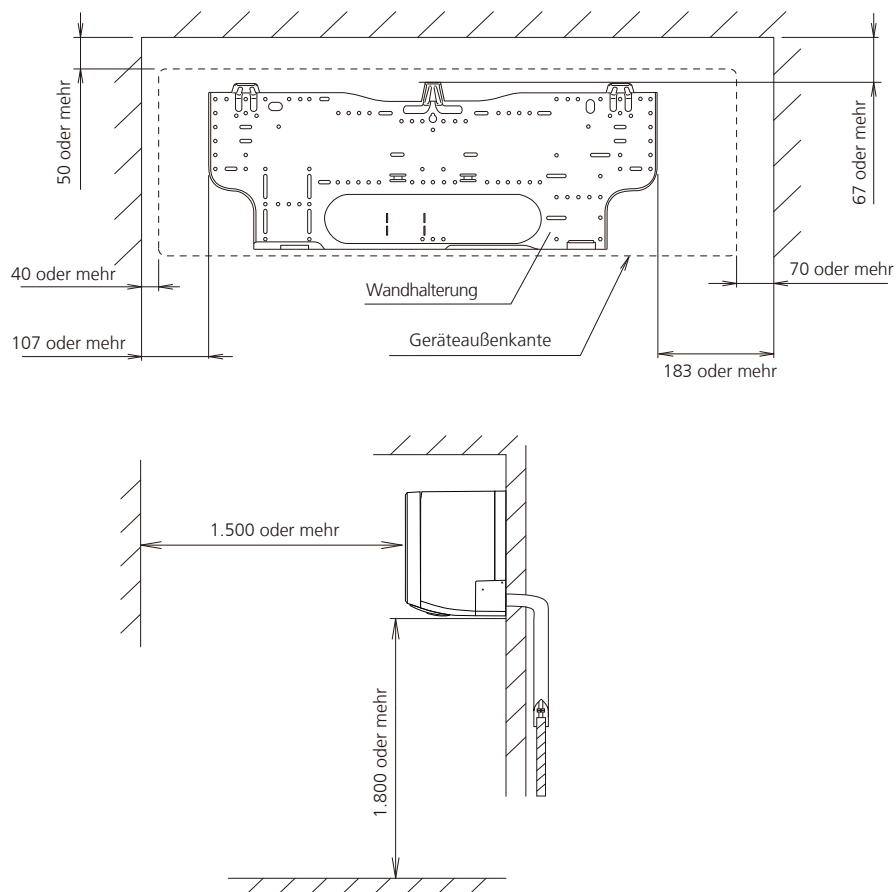 50 oder mehr
67 oder mehr
40 oder mehr
70 oder mehr
Wandhalterung
107 oder mehr
Geräteaußenkante
183 oder mehr
1.500 oder mehr
1.800 oder mehr